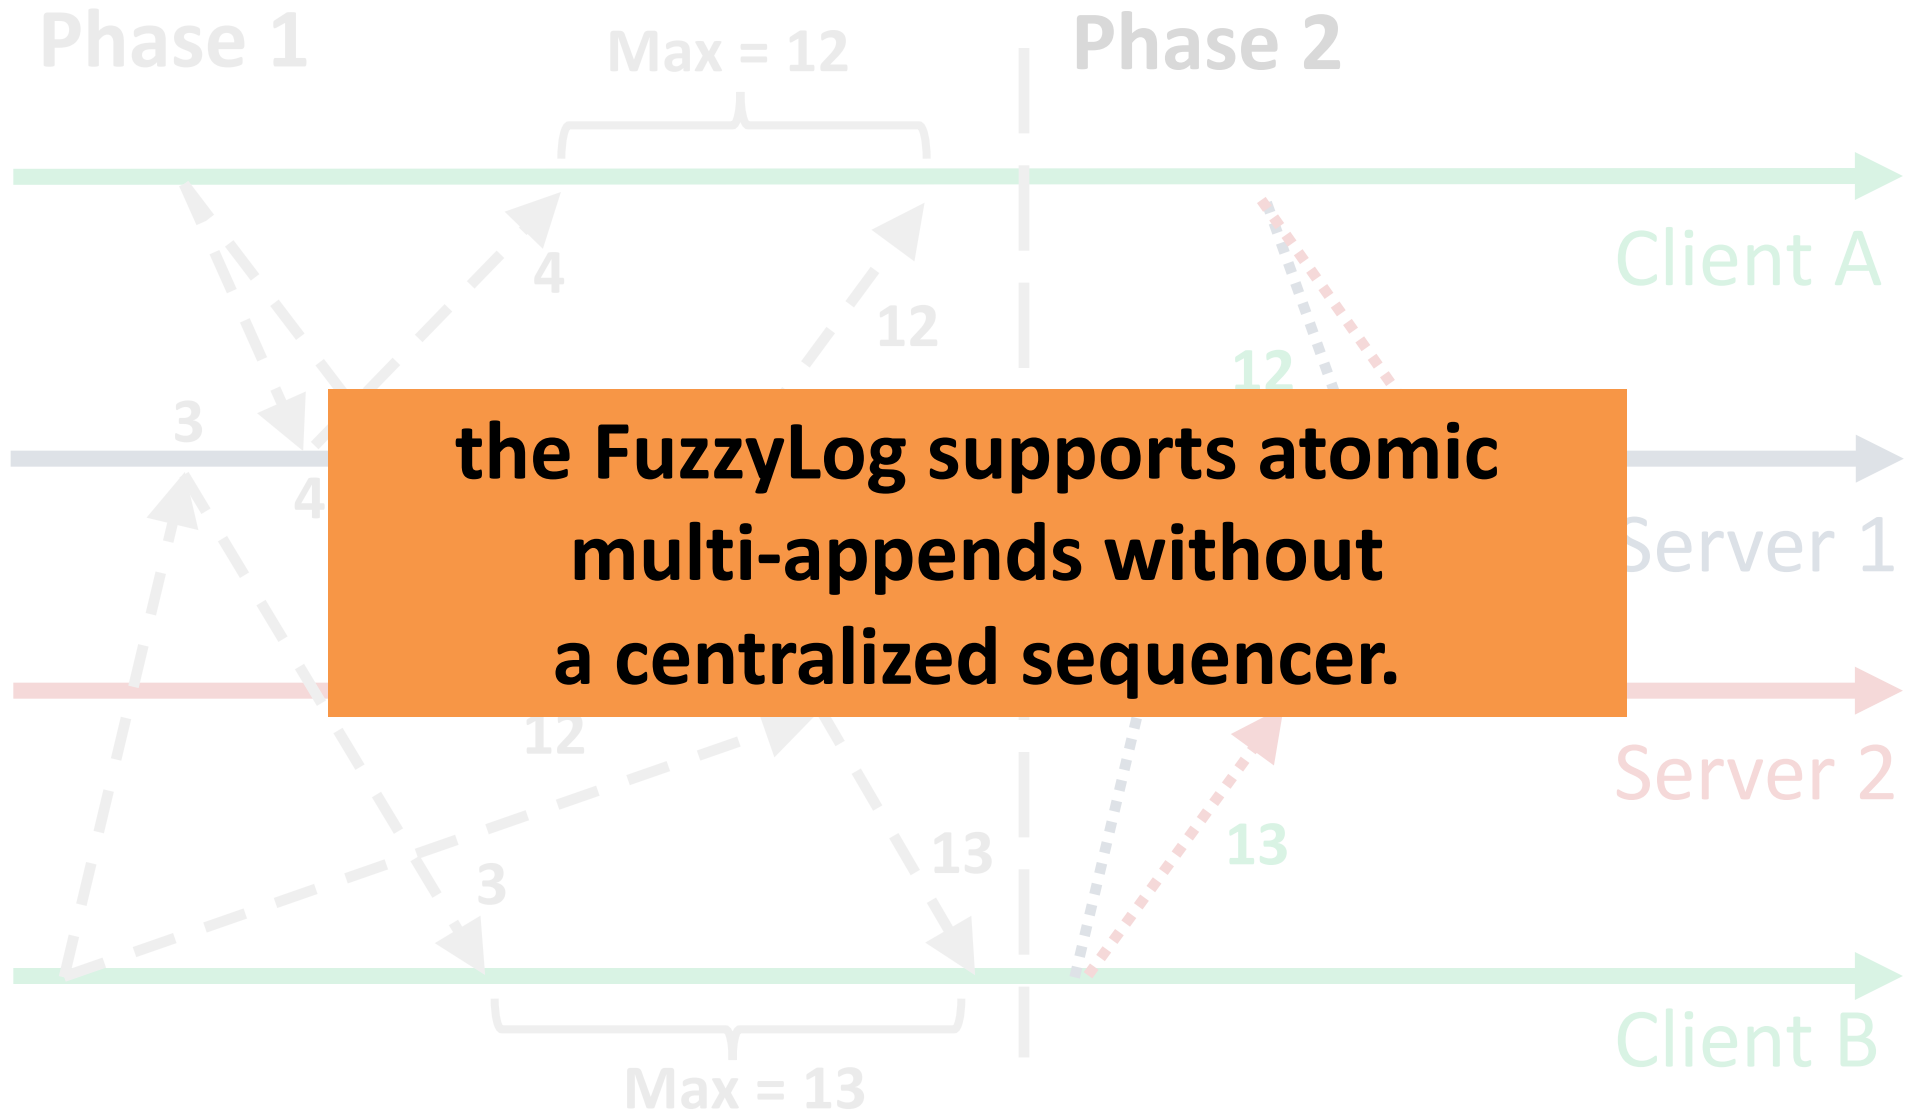 Phase 1
Max = 12
Phase 2
Client A
4
12
12
3
4
the FuzzyLog supports atomic
multi-appends without
a centralized sequencer.
Server 1
12
Server 2
3
13
13
Client B
Max = 13